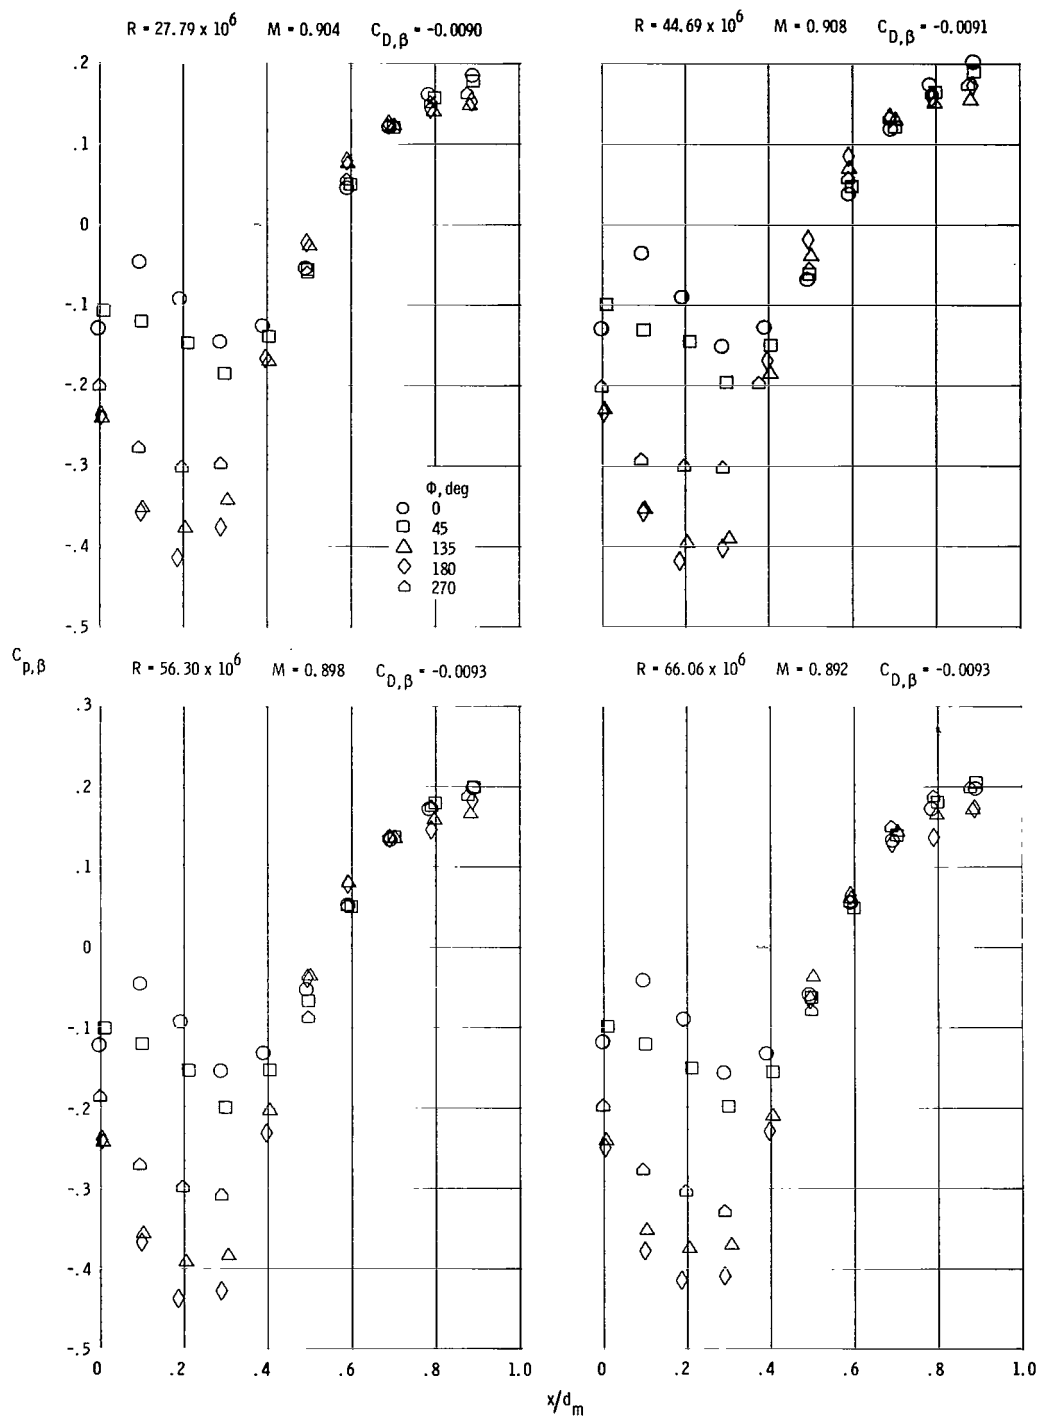 R = 27.79 x 10^6 M = 0.904 C_D,β = -0.0090
R = 44.69 x 10^6 M = 0.908 C_D,β = -0.0091
.2
.1
0
-.1
-.2
-.3
-.4
-.5
Φ, deg
0
45
135
180
270
C_p,β
R = 56.30 x 10^6 M = 0.898 C_D,β = -0.0093
R = 66.06 x 10^6 M = 0.892 C_D,β = -0.0093
.3
.2
.1
0
-.1
-.2
-.3
-.4
-.5
0 .2 .4 .6 .8 1.0
0 .2 .4 .6 .8 1.0
x/d_m